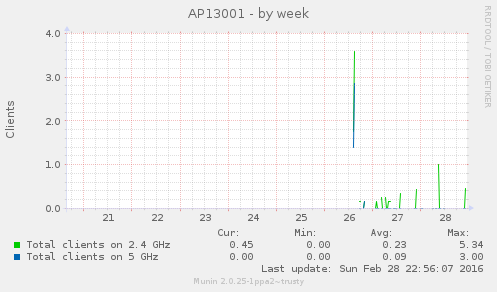 AP13001 - by week
RRDTOOL / TOBI OETIKER
Clients
4.0
3.0
2.0
1.0
0.0
21 22 23 24 25 26 27 28
Cur: Min: Avg: Max:
Total clients on 2.4 GHz 0.45 0.00 0.23 5.34
Total clients on 5 GHz 0.00 0.00 0.09 3.00
Last update: Sun Feb 28 22:56:07 2016
Munin 2.0.25-1ppa2~trusty